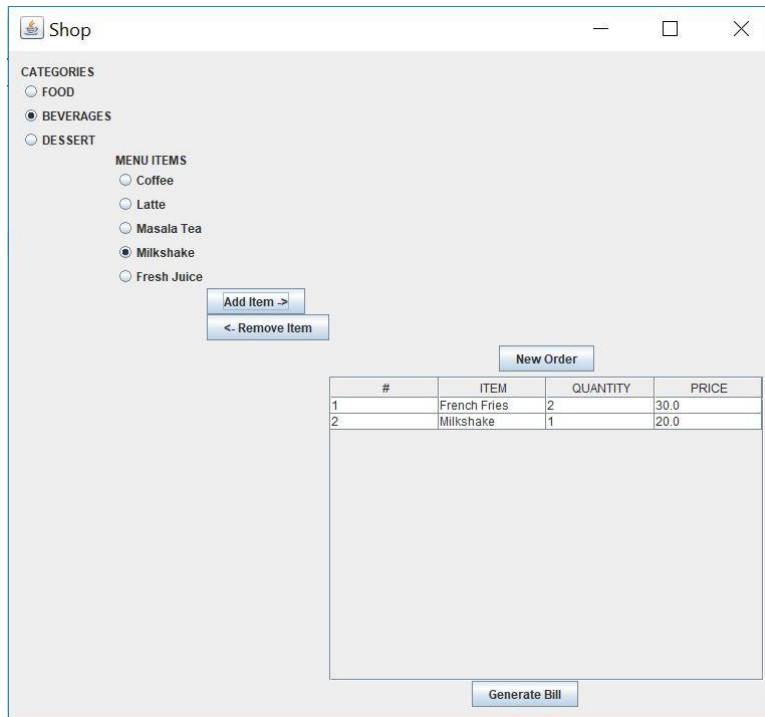 Shop
CATEGORIES
FOOD
BEVERAGES
DESSERT
MENU ITEMS
Coffee
Latte
Masala Tea
Milkshake
Fresh Juice
Add Item ->
<- Remove Item
New Order
# ITEM QUANTITY PRICE
1 French Fries 2 30.0
2 Milkshake 1 20.0
Generate Bill